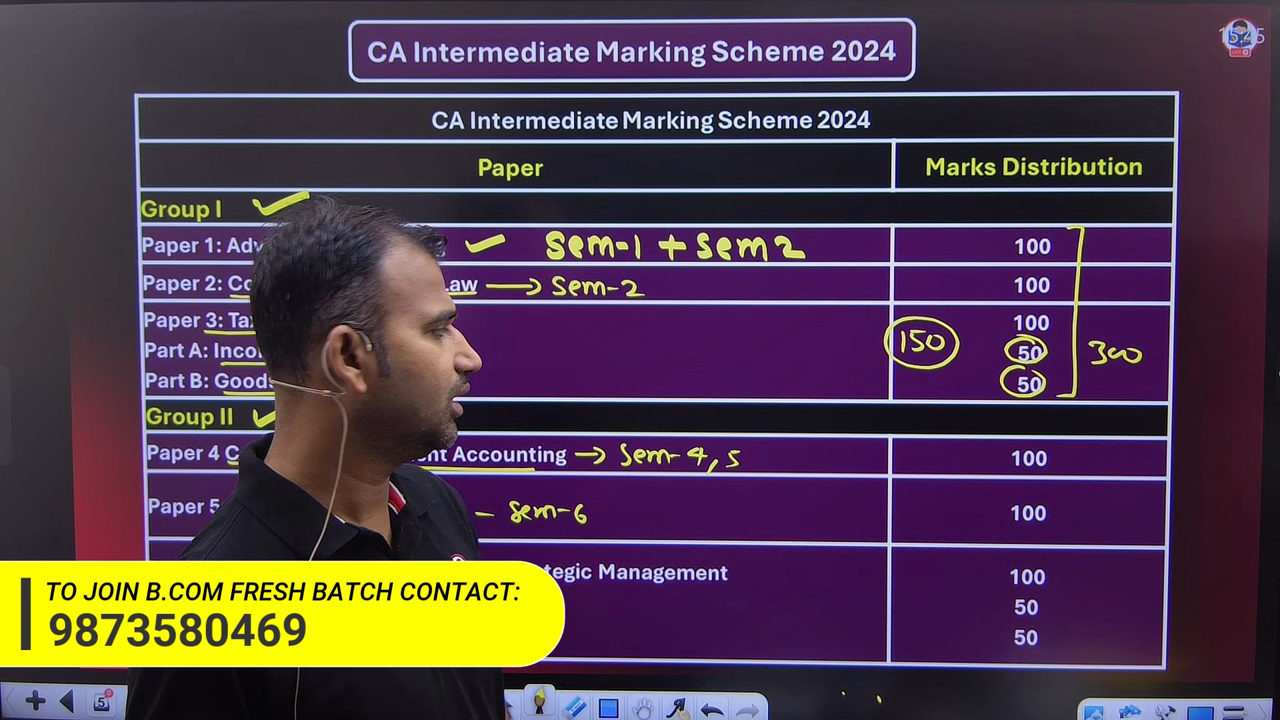 CA Intermediate Marking Scheme 2024
CA Intermediate Marking Scheme 2024
Paper Marks Distribution
Group I
Paper 1: Adv Sem-1 + Sem 2 100
Paper 2: Co Law → Sem-2 100
Paper 3: Tax 100
Part A: Inco 150 50 300
Part B: Goods 50
Group II
Paper 4 C nt Accounting → Sem-4, 5 100
Paper 5 - Sem-6 100
tegic Management 100
50
50
TO JOIN B.COM FRESH BATCH CONTACT:
9873580469